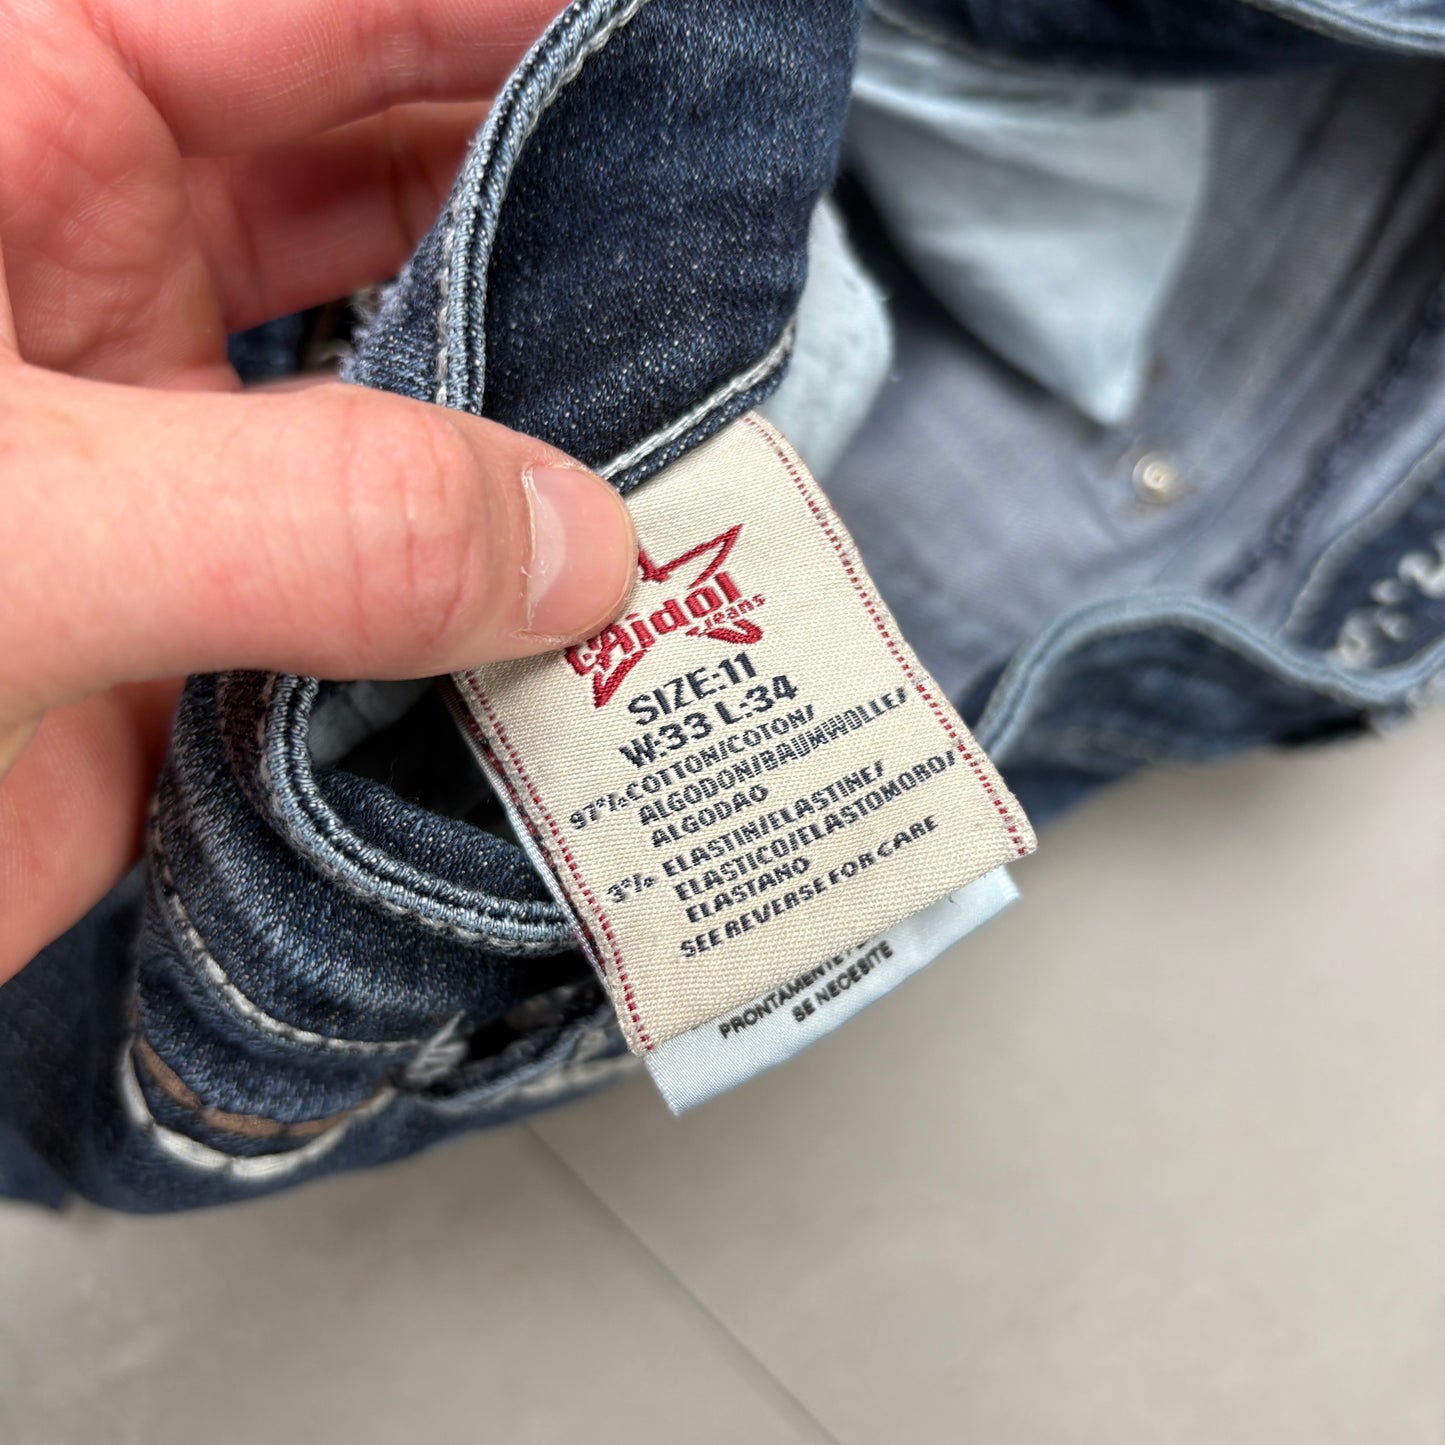 L.A.idol
Jeans
SIZE:11
W:33 L:34
97% COTTON/COTON/
ALGODON/BAUMWOLLE/
ALGODAO
3% ELASTIN/ELASTINE/
ELASTICO/ELASTOMORO/
ELASTANO
SEE REVERSE FOR CARE
PRONTAMENTE
SE NECESITE